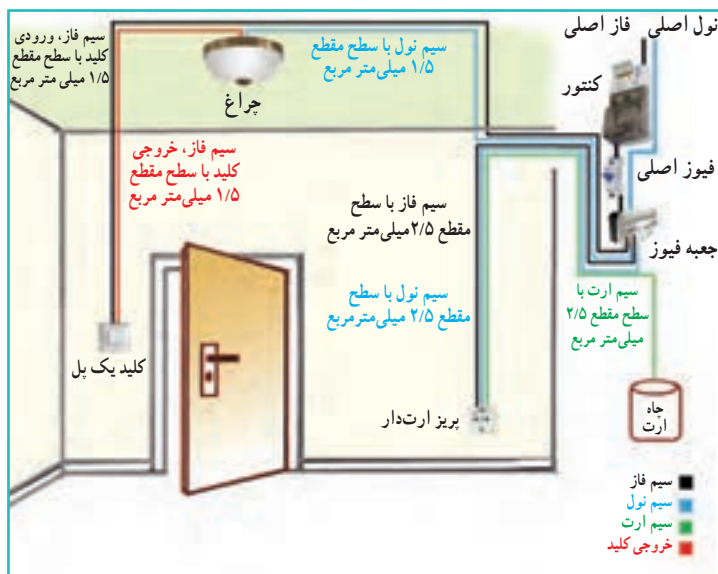 نول اصلی
فاز اصلی
کنتور
فیوز اصلی
جعبه فیوز
سیم فاز، ورودی
کلید با سطح مقطع
۱/۵ میلی متر مربع
چراغ
سیم نول با سطح مقطع
۱/۵ میلی‌متر مربع
سیم فاز، خروجی
کلید با سطح مقطع
۱/۵ میلی متر مربع
سیم فاز با سطح
مقطع ۲/۵میلی‌متر مربع
سیم نول با سطح
مقطع ۲/۵ میلی‌مترمربع
سیم ارت با
سطح مقطع ۲/۵
میلی‌متر مربع
کلید یک پل
پریز ارت‌دار
چاه
ارت
سیم فاز
سیم نول
سیم ارت
خروجی کلید